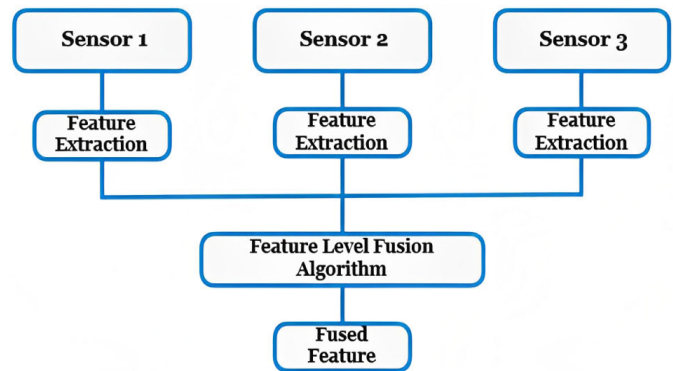 Sensor 1
Sensor 2
Sensor 3
Feature
Extraction
Feature
Extraction
Feature
Extraction
Feature Level Fusion
Algorithm
Fused
Feature